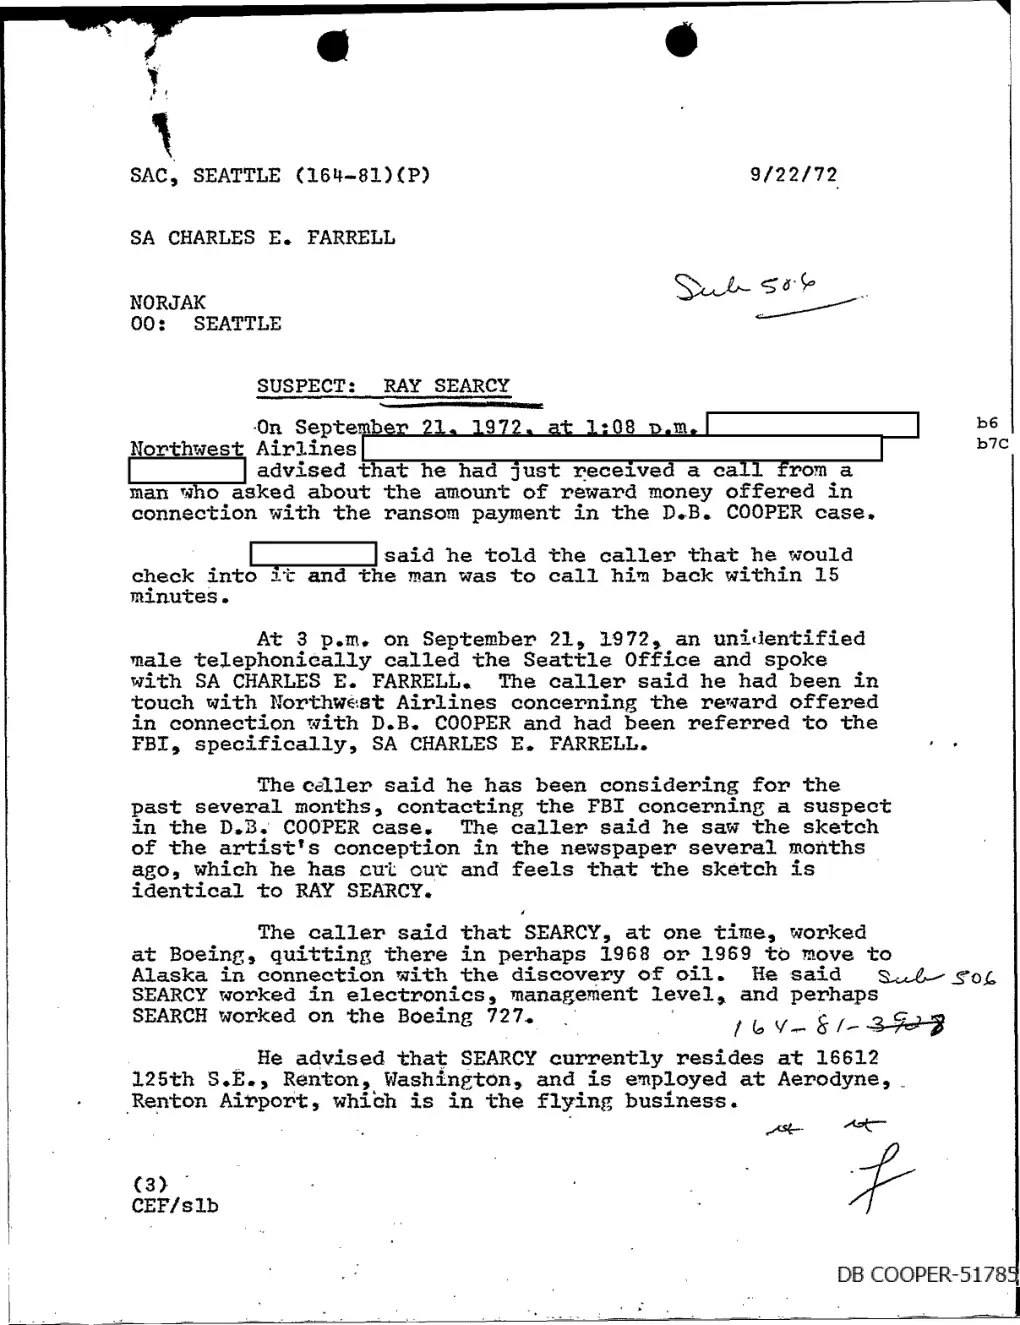 SAC, SEATTLE (164-81)(P) 9/22/72
SA CHARLES E. FARRELL
Sub 506
NORJAK
OO: SEATTLE
SUSPECT: RAY SEARCY
On September 21, 1972, at 1:08 p.m.
b6
Northwest Airlines
b7C
advised that he had just received a call from a
man who asked about the amount of reward money offered in
connection with the ransom payment in the D.B. COOPER case.
said he told the caller that he would
check into it and the man was to call him back within 15
minutes.
At 3 p.m. on September 21, 1972, an unidentified
male telephonically called the Seattle Office and spoke
with SA CHARLES E. FARRELL. The caller said he had been in
touch with Northwest Airlines concerning the reward offered
in connection with D.B. COOPER and had been referred to the
FBI, specifically, SA CHARLES E. FARRELL.
The caller said he has been considering for the
past several months, contacting the FBI concerning a suspect
in the D.B. COOPER case. The caller said he saw the sketch
of the artist's conception in the newspaper several months
ago, which he has cut out and feels that the sketch is
identical to RAY SEARCY.
The caller said that SEARCY, at one time, worked
at Boeing, quitting there in perhaps 1968 or 1969 to move to
Alaska in connection with the discovery of oil. He said
Sub 506
SEARCY worked in electronics, management level, and perhaps
SEARCH worked on the Boeing 727.
164-81-
He advised that SEARCY currently resides at 16612
125th S.E., Renton, Washington, and is employed at Aerodyne,
Renton Airport, which is in the flying business.
(3)
CEF/slb
DB COOPER-51785